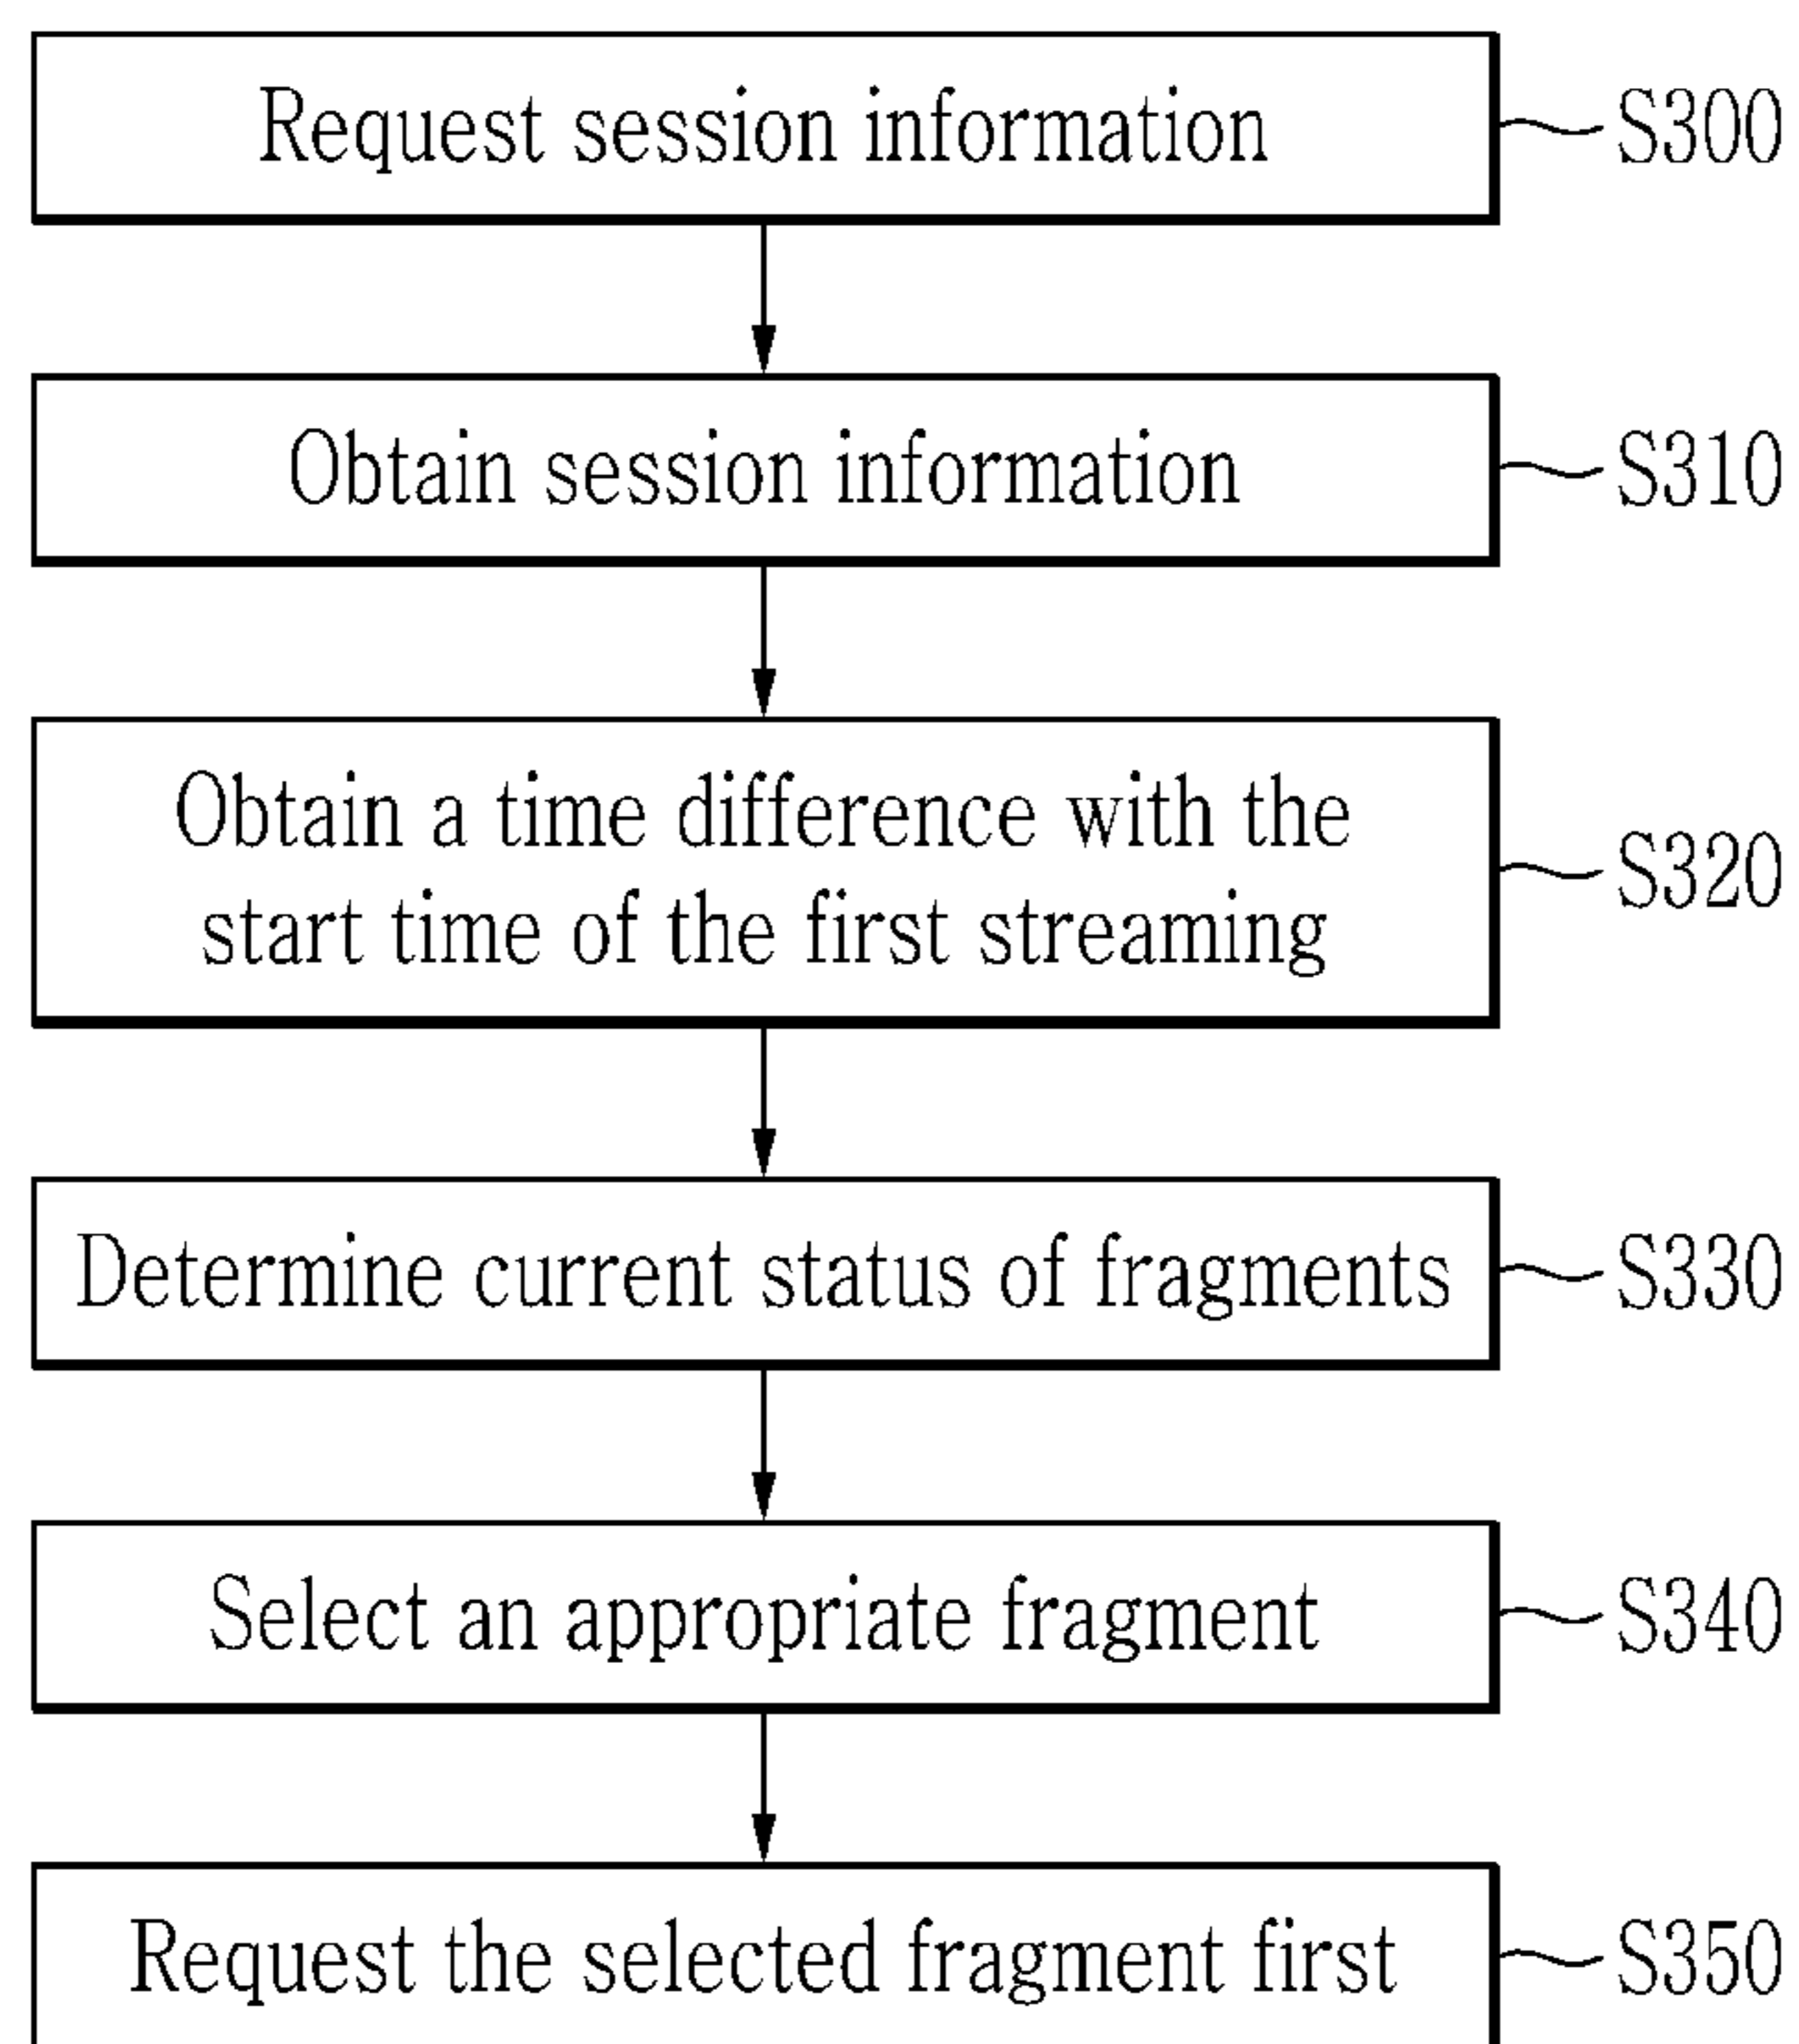 Request session information
S300
Obtain session information
S310
Obtain a time difference with the
start time of the first streaming
S320
Determine current status of fragments
S330
Select an appropriate fragment
S340
Request the selected fragment first
S350